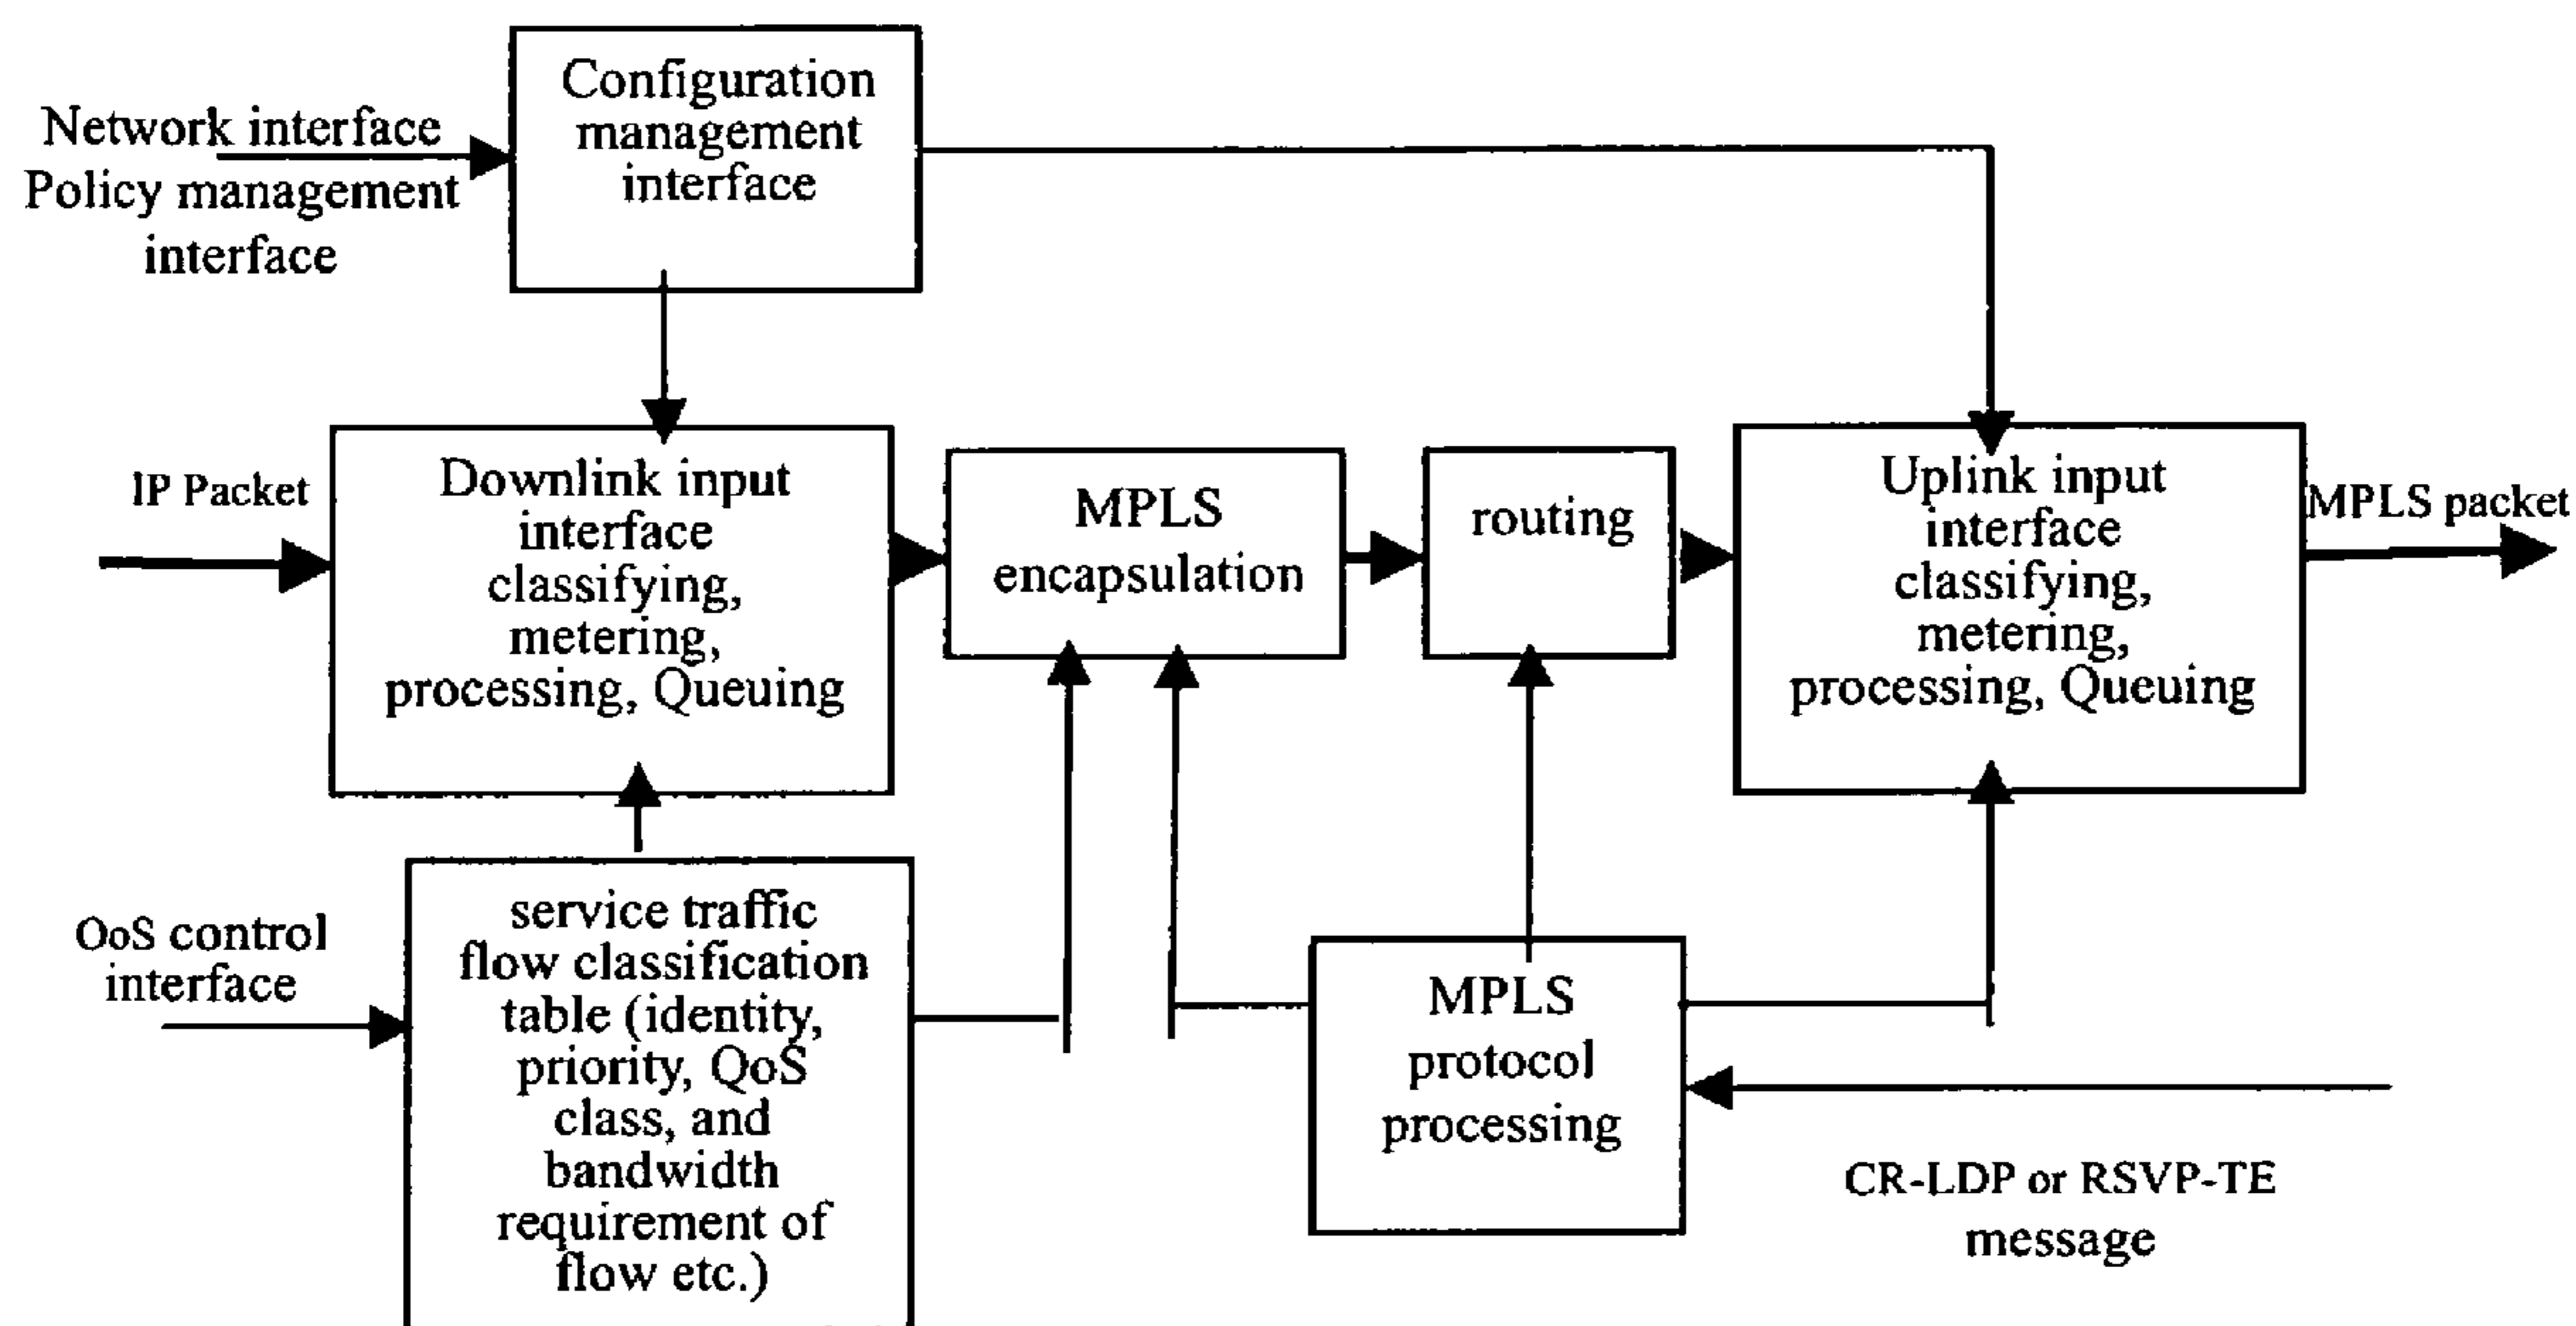 Configuration
management
interface
Network interface
Policy management
interface
IP Packet
Downlink input
interface
classifying,
metering,
processing, Queuing
MPLS
encapsulation
routing
Uplink input
interface
classifying,
metering,
processing, Queuing
MPLS packet
OoS control
interface
service traffic
flow classification
table (identity,
priority, QoS
class, and
bandwidth
requirement of
flow etc.)
MPLS
protocol
processing
CR-LDP or RSVP-TE
message